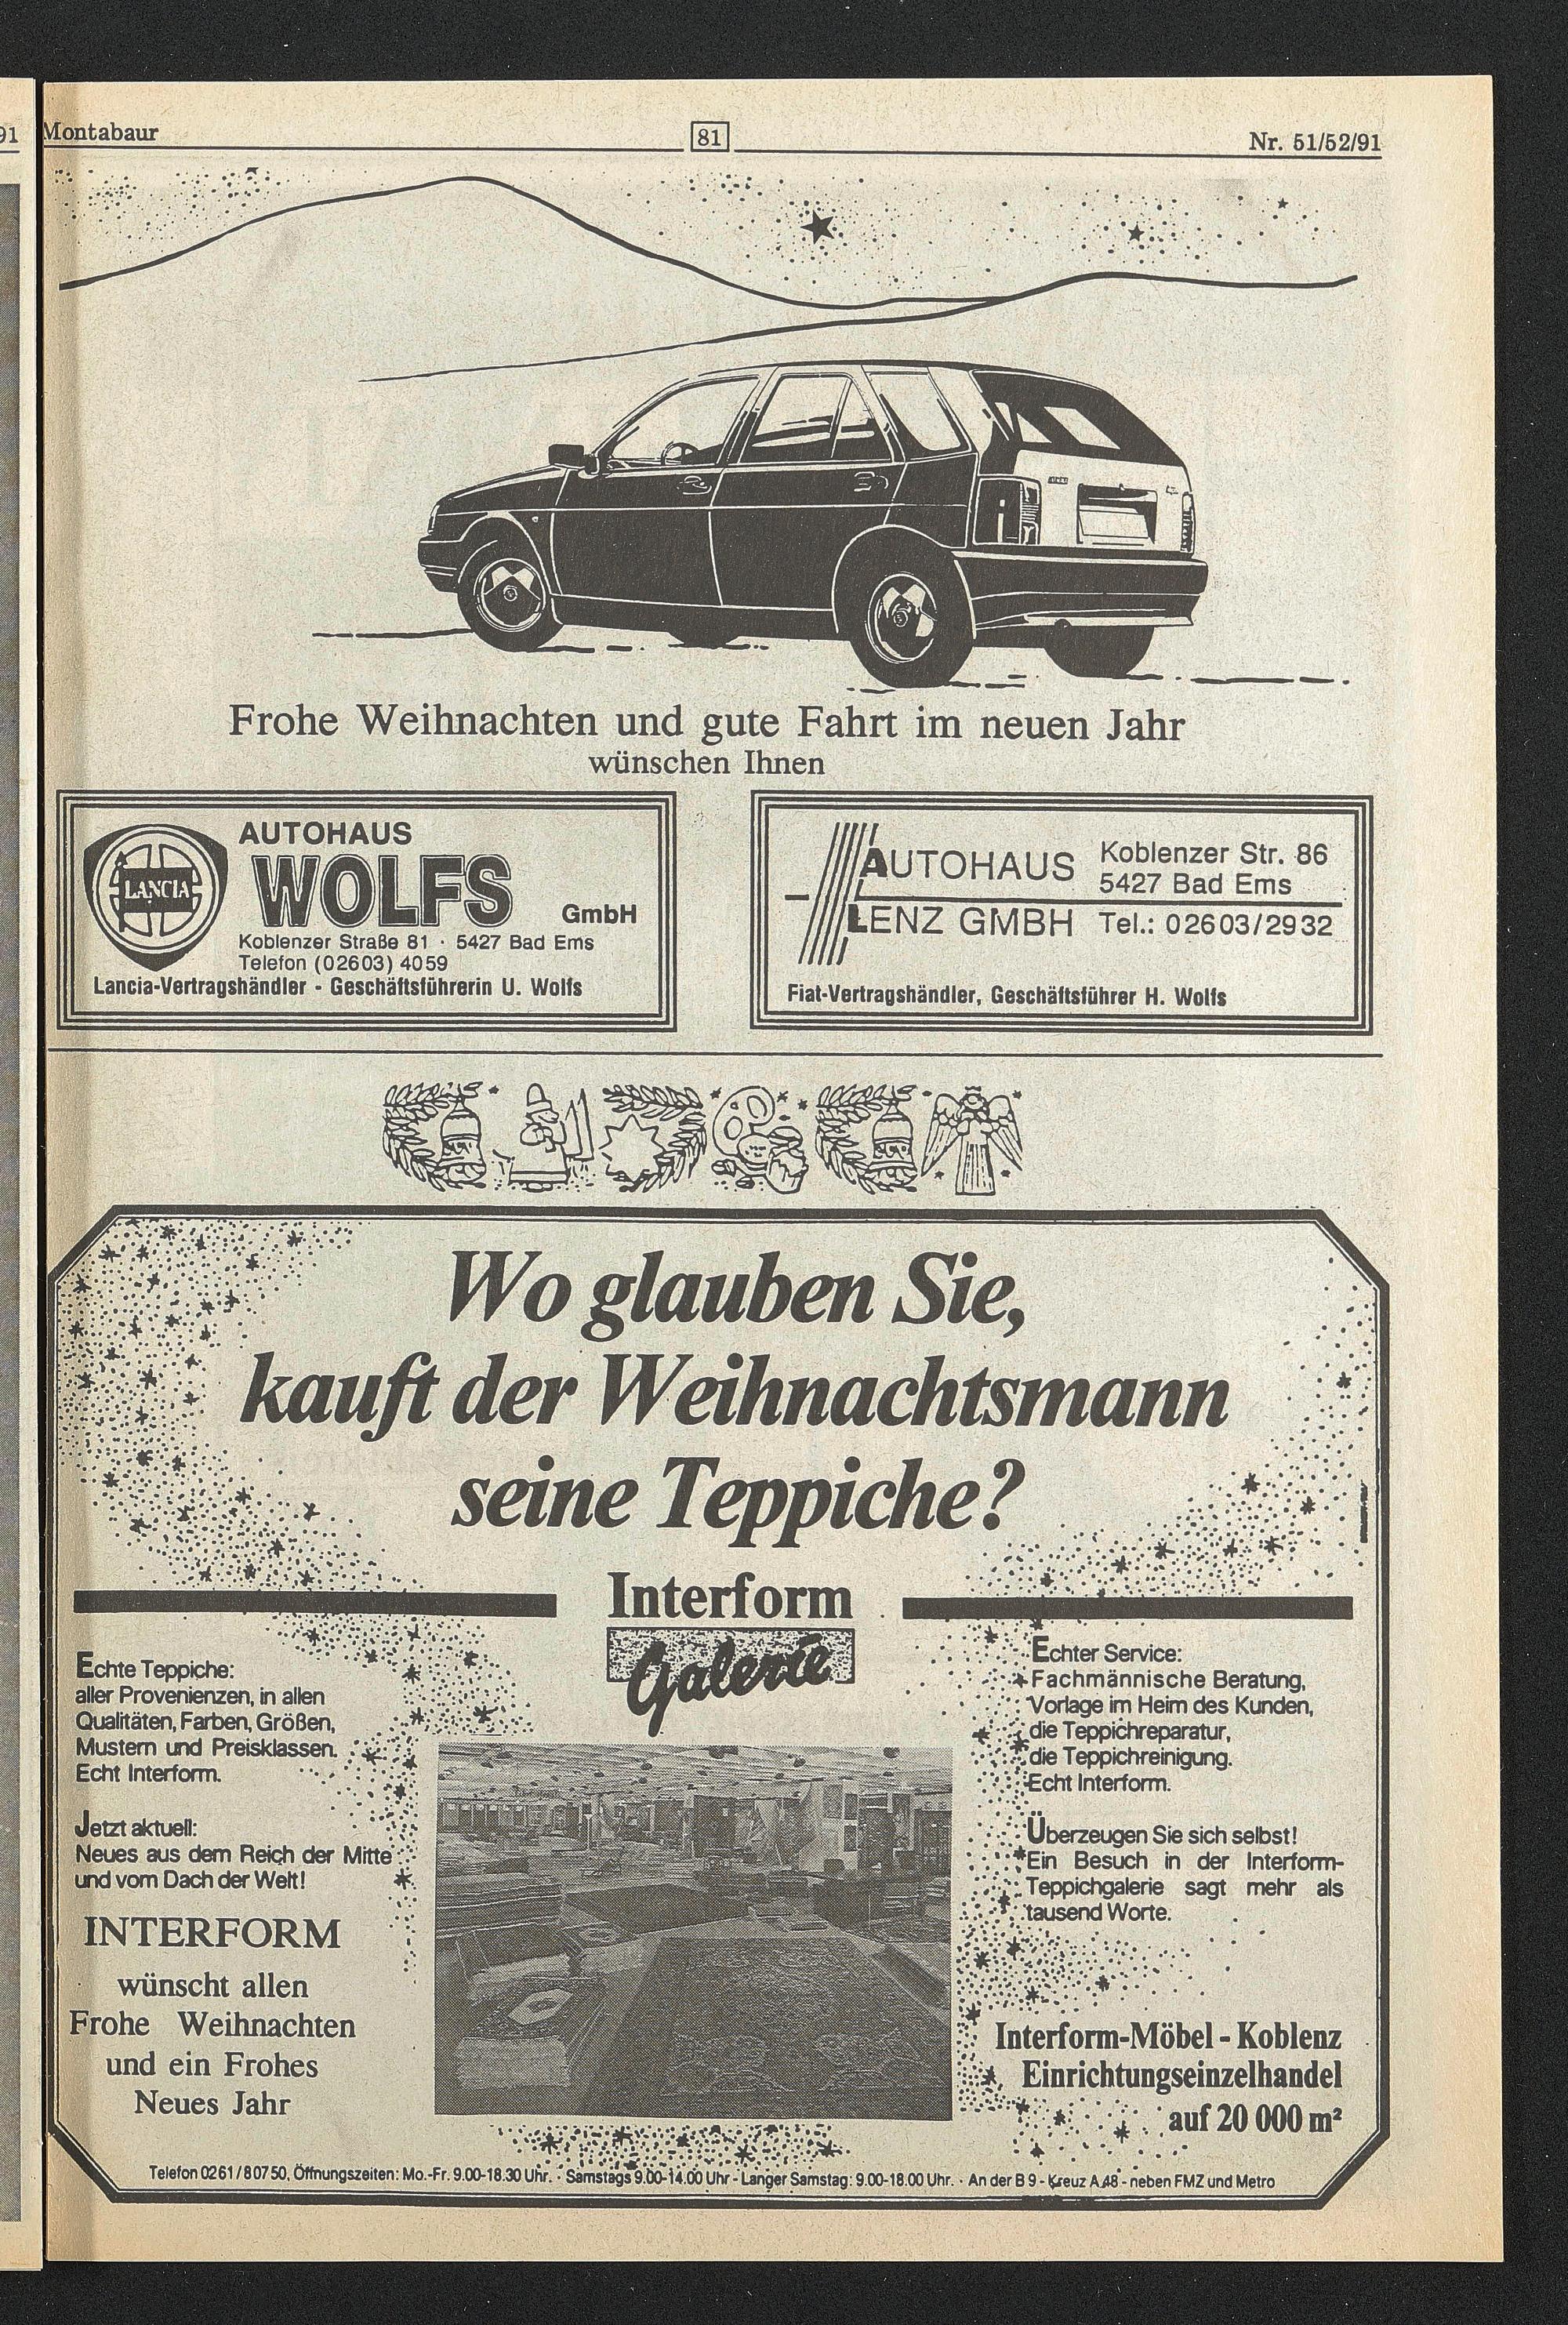 91
Montabaur
81
Nr. 51/52/91
Frohe Weihnachten und gute Fahrt im neuen Jahr
wünschen Ihnen
LANCIA
AUTOHAUS
WOLFS
GmbH
Koblenzer Straße 81 · 5427 Bad Ems
Telefon (02603) 4059
Lancia-Vertragshändler - Geschäftsführerin U. Wolfs
AUTOHAUS
LENZ GMBH
Koblenzer Str. 86
5427 Bad Ems
Tel.: 02603/2932
Fiat-Vertragshändler, Geschäftsführer H. Wolfs
Wo glauben Sie,
kauft der Weihnachtsmann
seine Teppiche?
Interform
Galerie
Echte Teppiche:
aller Provenienzen, in allen
Qualitäten, Farben, Größen,
Mustern und Preisklassen.
Echt Interform.
Jetzt aktuell:
Neues aus dem Reich der Mitte
und vom Dach der Welt!
INTERFORM
wünscht allen
Frohe Weihnachten
und ein Frohes
Neues Jahr
Echter Service:
Fachmännische Beratung,
Vorlage im Heim des Kunden,
die Teppichreparatur,
die Teppichreinigung.
Echt Interform.
Überzeugen Sie sich selbst!
Ein Besuch in der Interform-
Teppichgalerie sagt mehr als
tausend Worte.
Interform-Möbel - Koblenz
Einrichtungseinzelhandel
auf 20 000 m²
Telefon 0261/80750, Öffnungszeiten: Mo.-Fr. 9.00-18.30 Uhr. · Samstags 9.00-14.00 Uhr - Langer Samstag: 9.00-18.00 Uhr. · An der B 9 - Kreuz A 48 - neben FMZ und Metro